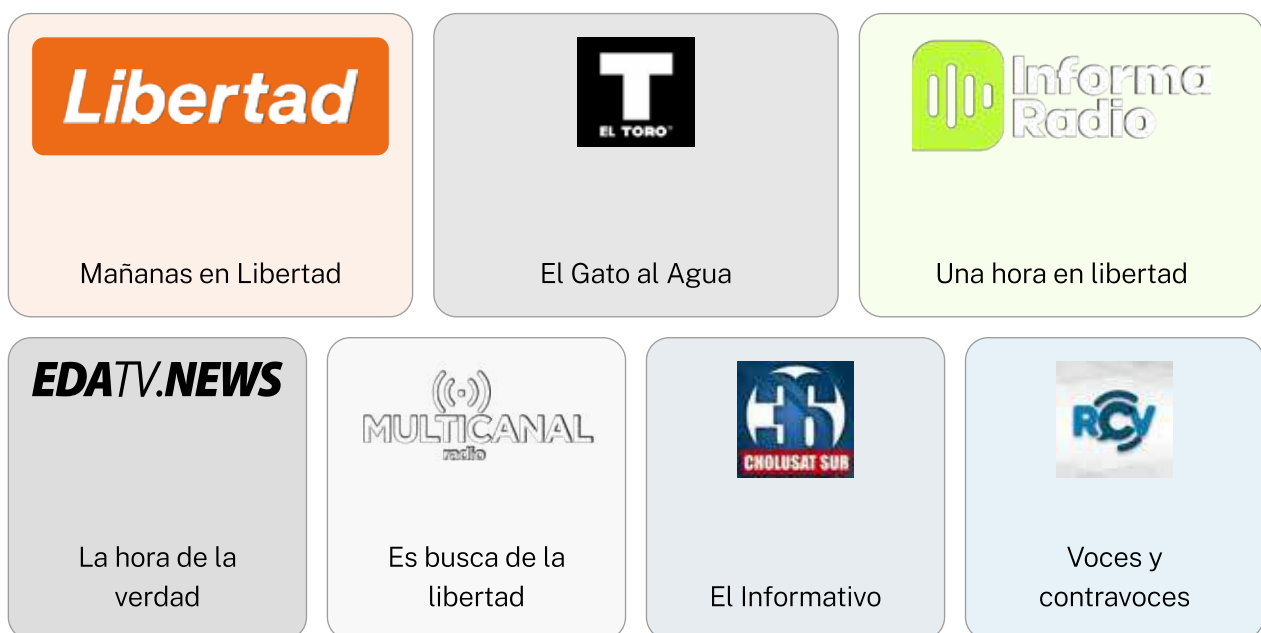 Libertad
Mañanas en Libertad
T
EL TORO
El Gato al Agua
Informa
Radio
Una hora en libertad
EDATV.NEWS
La hora de la
verdad
MULTICANAL
radio
Es busca de la
libertad
36
CHOLUSAT SUR
El Informativo
RCV
Voces y
contravoces